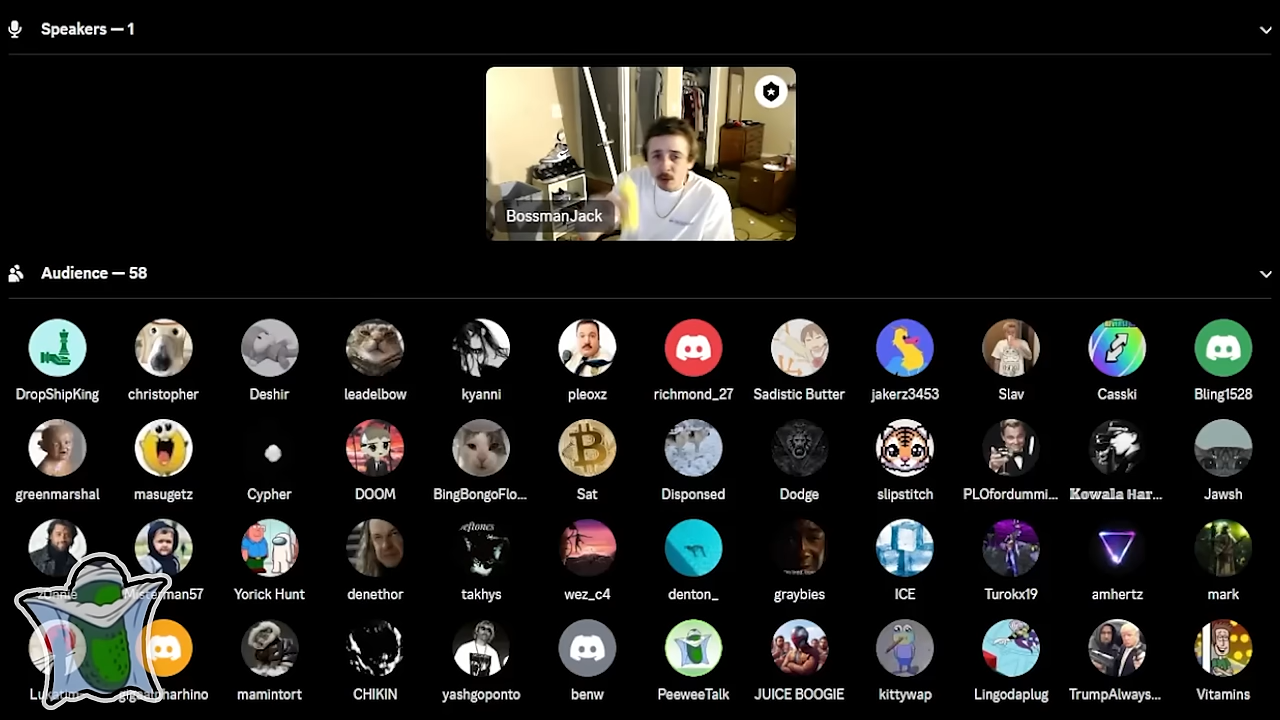 Speakers — 1
BossmanJack
Audience — 58
DropShipKing christopher Deshir leadelbow kyanni pleoxz richmond_27 Sadistic Butter jakerz3453 Slav Casski Bling1528
greenmarshal masugetz Cypher DOOM BingBongoFlo... Sat Disponsed Dodge slipstitch PLOfordummi... Kowala Har... Jawsh
Misterman57 Yorick Hunt denethor takhys wez_c4 denton_ graybies ICE Turokx19 amhertz mark
mamintort CHIKIN yashgoponto benw PeeweeTalk JUICE BOOGIE kittywap Lingodaplug TrumpAlways... Vitamins